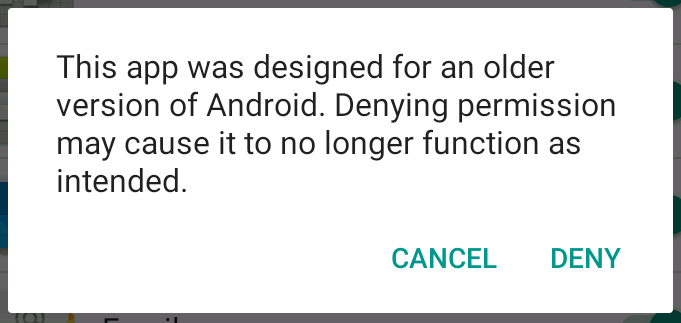 This app was designed for an older
version of Android. Denying permission
may cause it to no longer function as
intended.
CANCEL DENY